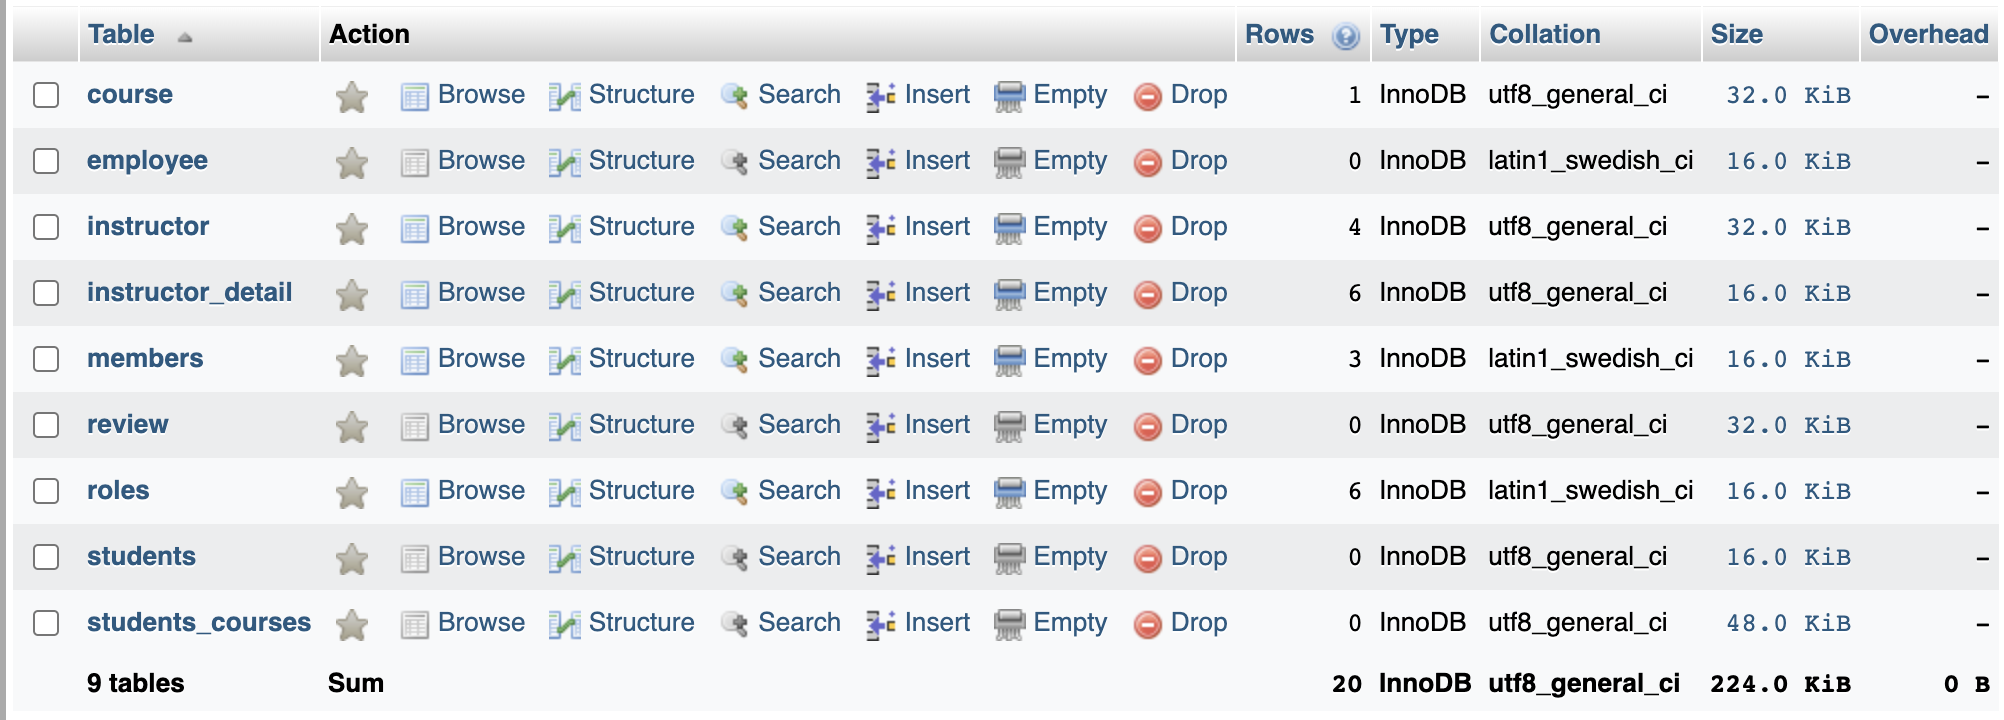 Table Action Rows Type Collation Size Overhead
course Browse Structure Search Insert Empty Drop 1 InnoDB utf8_general_ci 32.0 KiB –
employee Browse Structure Search Insert Empty Drop 0 InnoDB latin1_swedish_ci 16.0 KiB –
instructor Browse Structure Search Insert Empty Drop 4 InnoDB utf8_general_ci 32.0 KiB –
instructor_detail Browse Structure Search Insert Empty Drop 6 InnoDB utf8_general_ci 16.0 KiB –
members Browse Structure Search Insert Empty Drop 3 InnoDB latin1_swedish_ci 16.0 KiB –
review Browse Structure Search Insert Empty Drop 0 InnoDB utf8_general_ci 32.0 KiB –
roles Browse Structure Search Insert Empty Drop 6 InnoDB latin1_swedish_ci 16.0 KiB –
students Browse Structure Search Insert Empty Drop 0 InnoDB utf8_general_ci 16.0 KiB –
students_courses Browse Structure Search Insert Empty Drop 0 InnoDB utf8_general_ci 48.0 KiB –
9 tables Sum 20 InnoDB utf8_general_ci 224.0 KiB 0 B